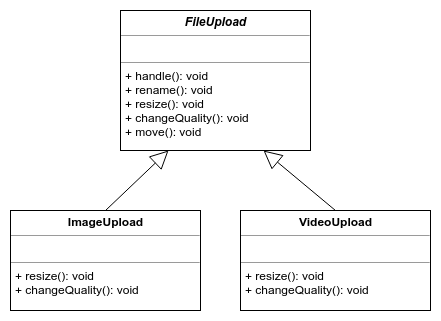 FileUpload
+ handle(): void
+ rename(): void
+ resize(): void
+ changeQuality(): void
+ move(): void
ImageUpload
+ resize(): void
+ changeQuality(): void
VideoUpload
+ resize(): void
+ changeQuality(): void